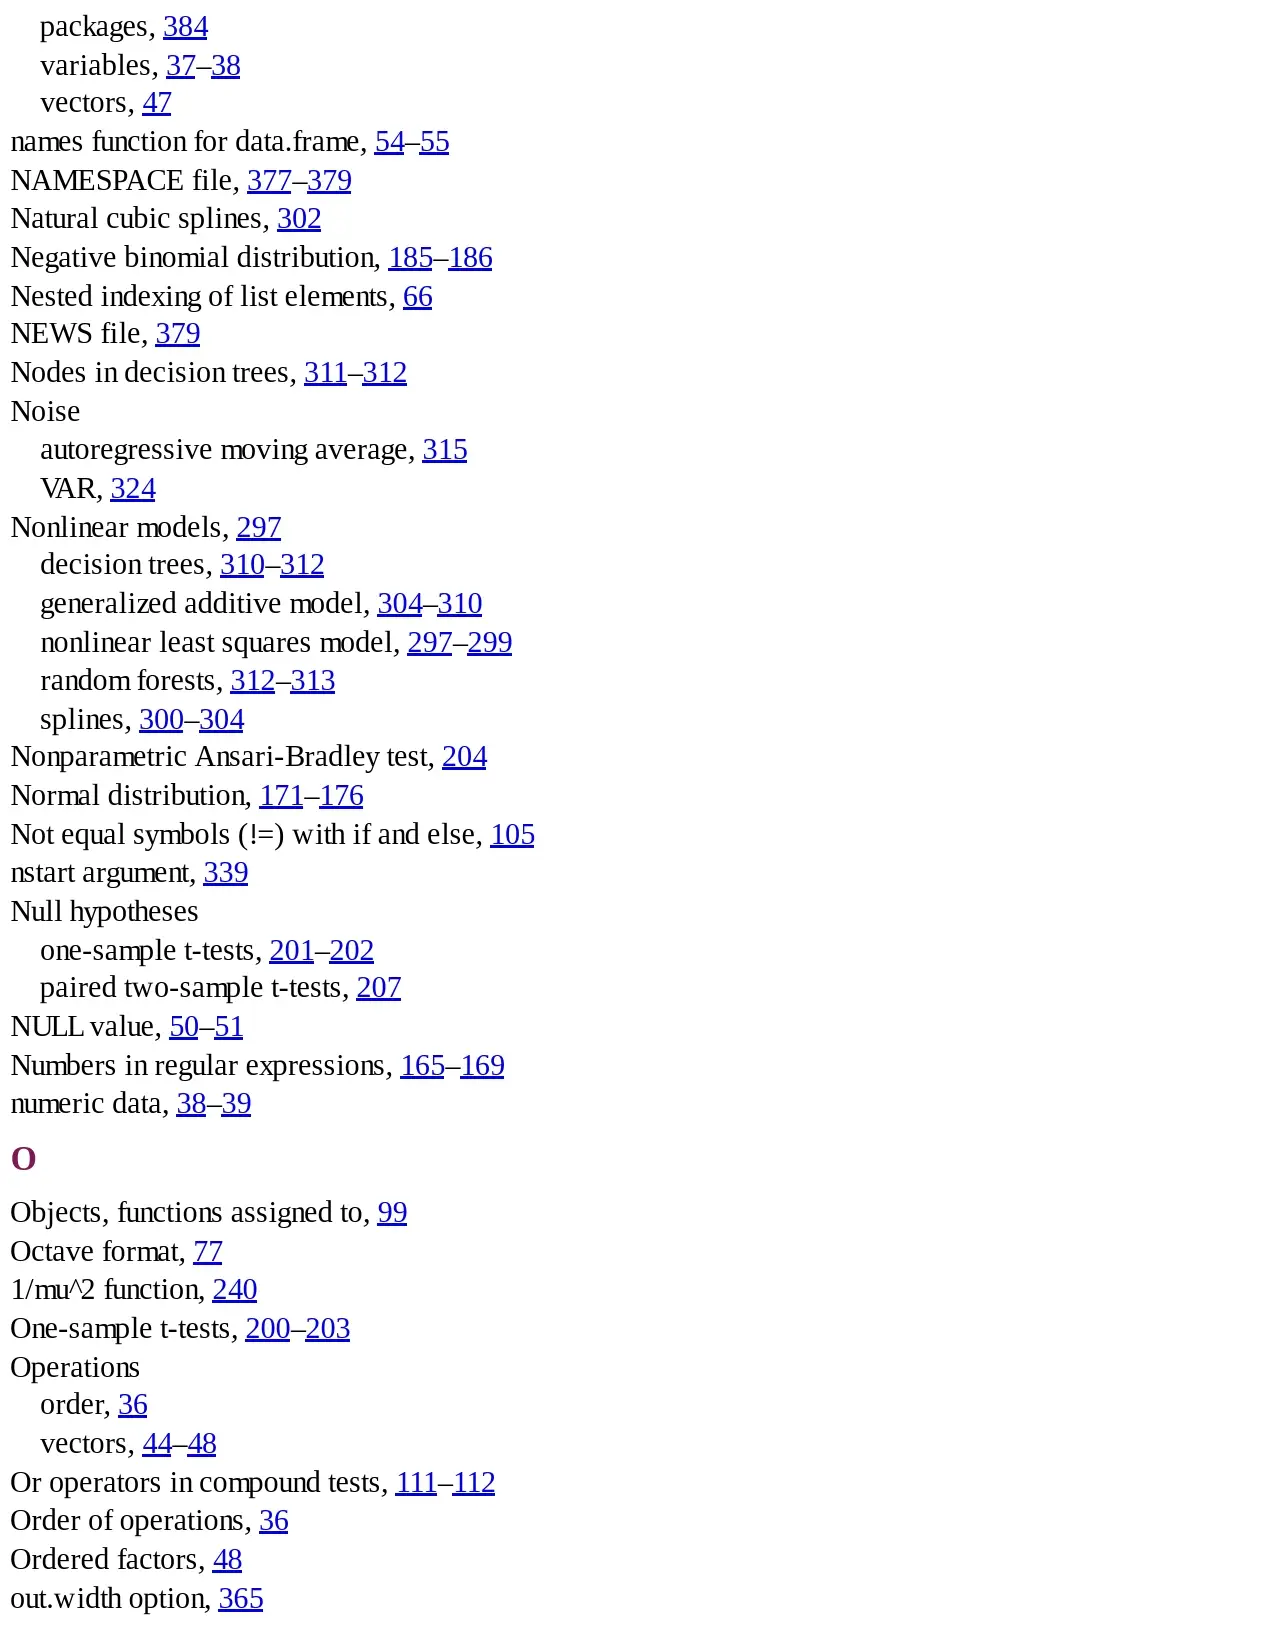 packages, 384
variables, 37–38
vectors, 47
names function for data.frame, 54–55
NAMESPACE file, 377–379
Natural cubic splines, 302
Negative binomial distribution, 185–186
Nested indexing of list elements, 66
NEWS file, 379
Nodes in decision trees, 311–312
Noise
autoregressive moving average, 315
VAR, 324
Nonlinear models, 297
decision trees, 310–312
generalized additive model, 304–310
nonlinear least squares model, 297–299
random forests, 312–313
splines, 300–304
Nonparametric Ansari-Bradley test, 204
Normal distribution, 171–176
Not equal symbols (!=) with if and else, 105
nstart argument, 339
Null hypotheses
one-sample t-tests, 201–202
paired two-sample t-tests, 207
NULL value, 50–51
Numbers in regular expressions, 165–169
numeric data, 38–39
O
Objects, functions assigned to, 99
Octave format, 77
1/mu^2 function, 240
One-sample t-tests, 200–203
Operations
order, 36
vectors, 44–48
Or operators in compound tests, 111–112
Order of operations, 36
Ordered factors, 48
out.width option, 365